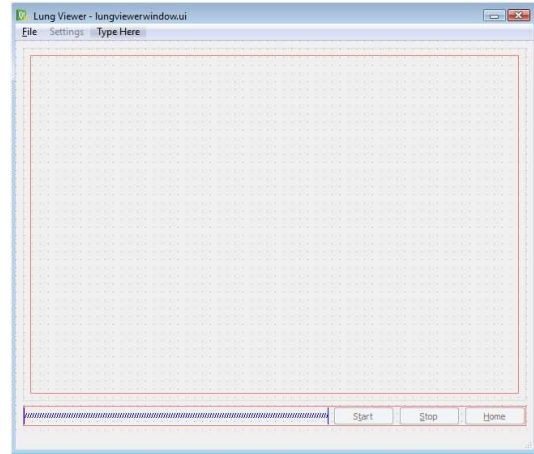 Lung Viewer - lungviewerwindow.ui
File Settings Type Here
Start Stop Home